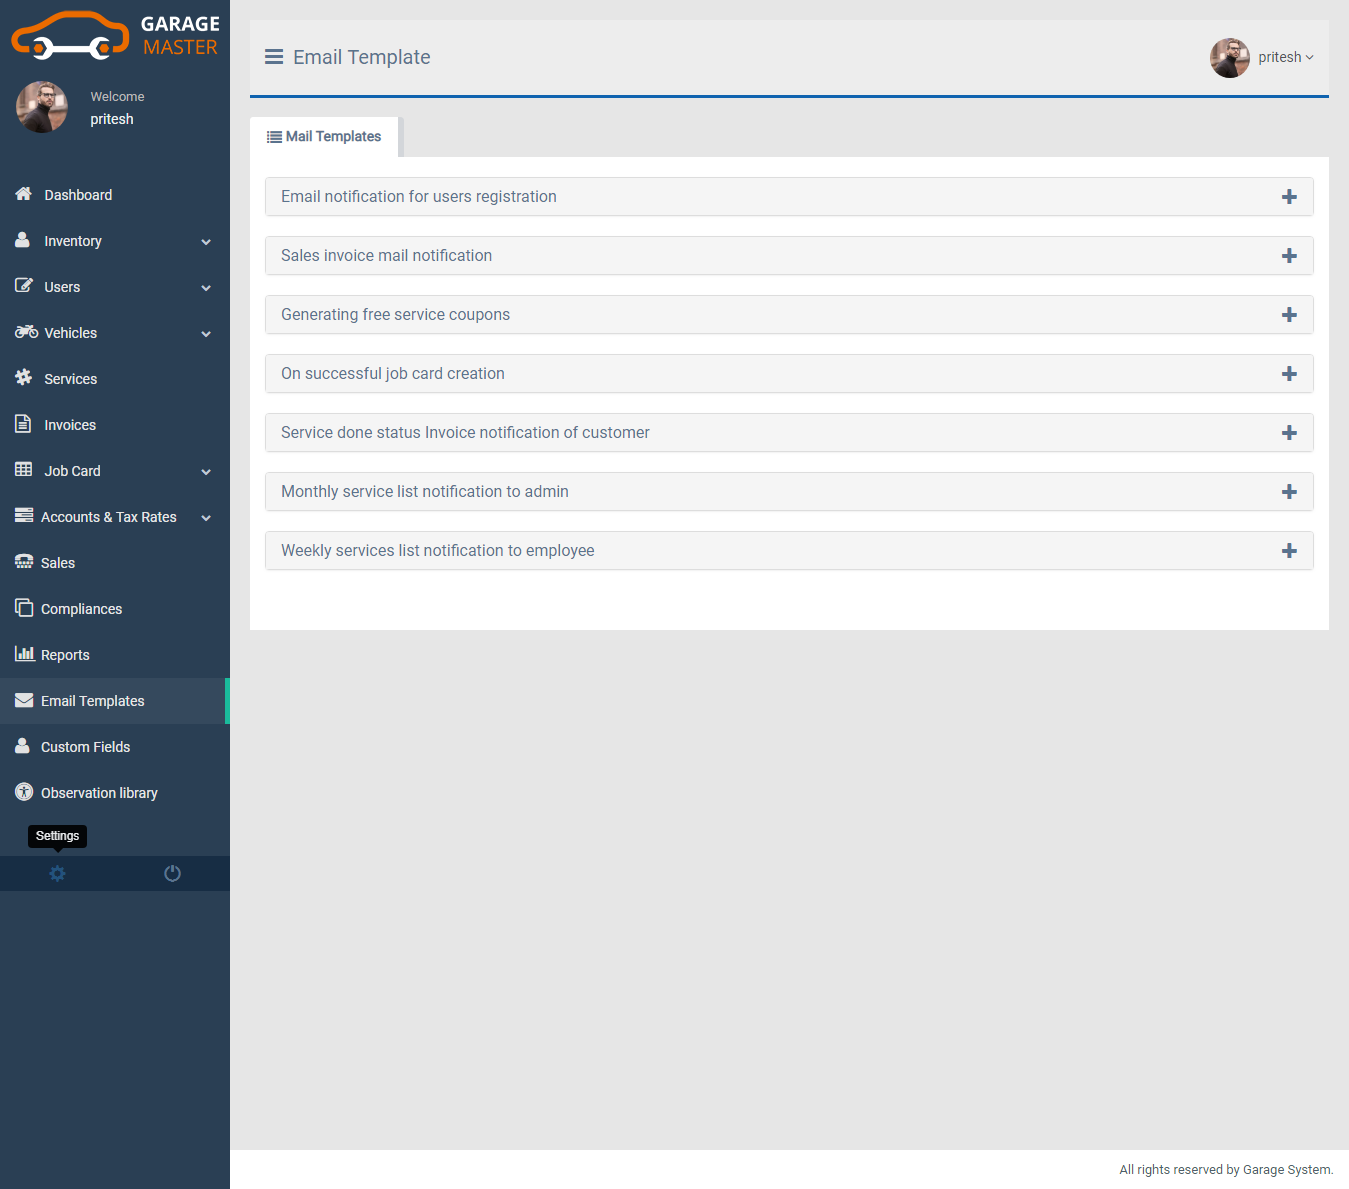 GARAGE
MASTER
Welcome
pritesh
Dashboard
Inventory
Users
Vehicles
Services
Invoices
Job Card
Accounts & Tax Rates
Sales
Compliances
Reports
Email Templates
Custom Fields
Observation library
Settings
Email Template
pritesh
Mail Templates
Email notification for users registration
Sales invoice mail notification
Generating free service coupons
On successful job card creation
Service done status Invoice notification of customer
Monthly service list notification to admin
Weekly services list notification to employee
All rights reserved by Garage System.